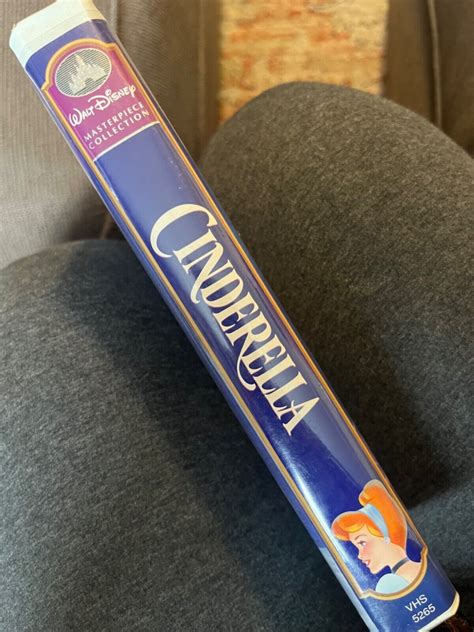 WALT DISNEY
MASTERPIECE
COLLECTION
CINDERELLA
VHS
5265